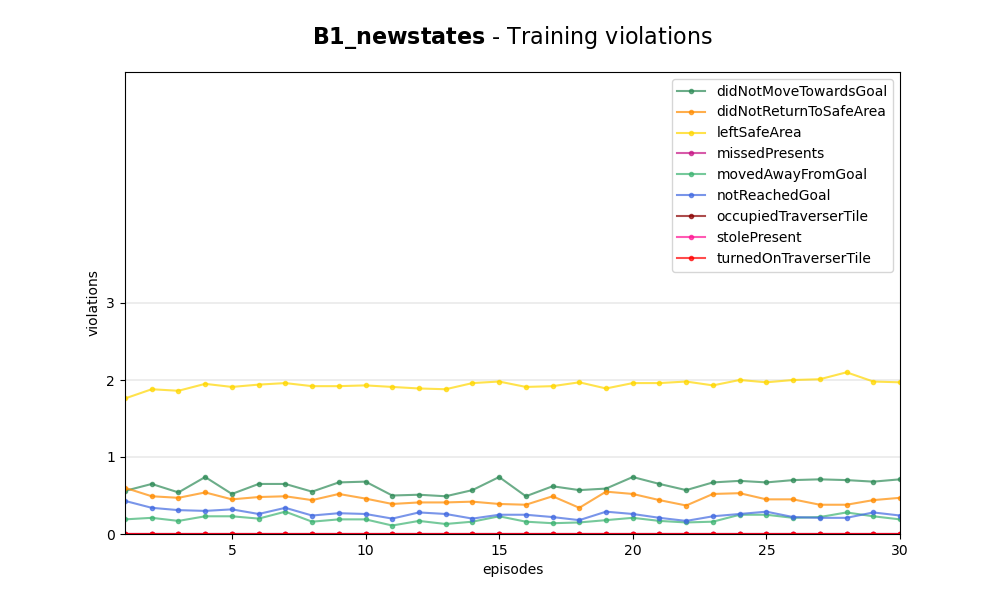 B1_newstates - Training violations
didNotMoveTowardsGoal
didNotReturnToSafeArea
leftSafeArea
missedPresents
movedAwayFromGoal
notReachedGoal
occupiedTraverserTile
stolePresent
turnedOnTraverserTile
violations
3
2
1
0
5
10
15
20
25
30
episodes